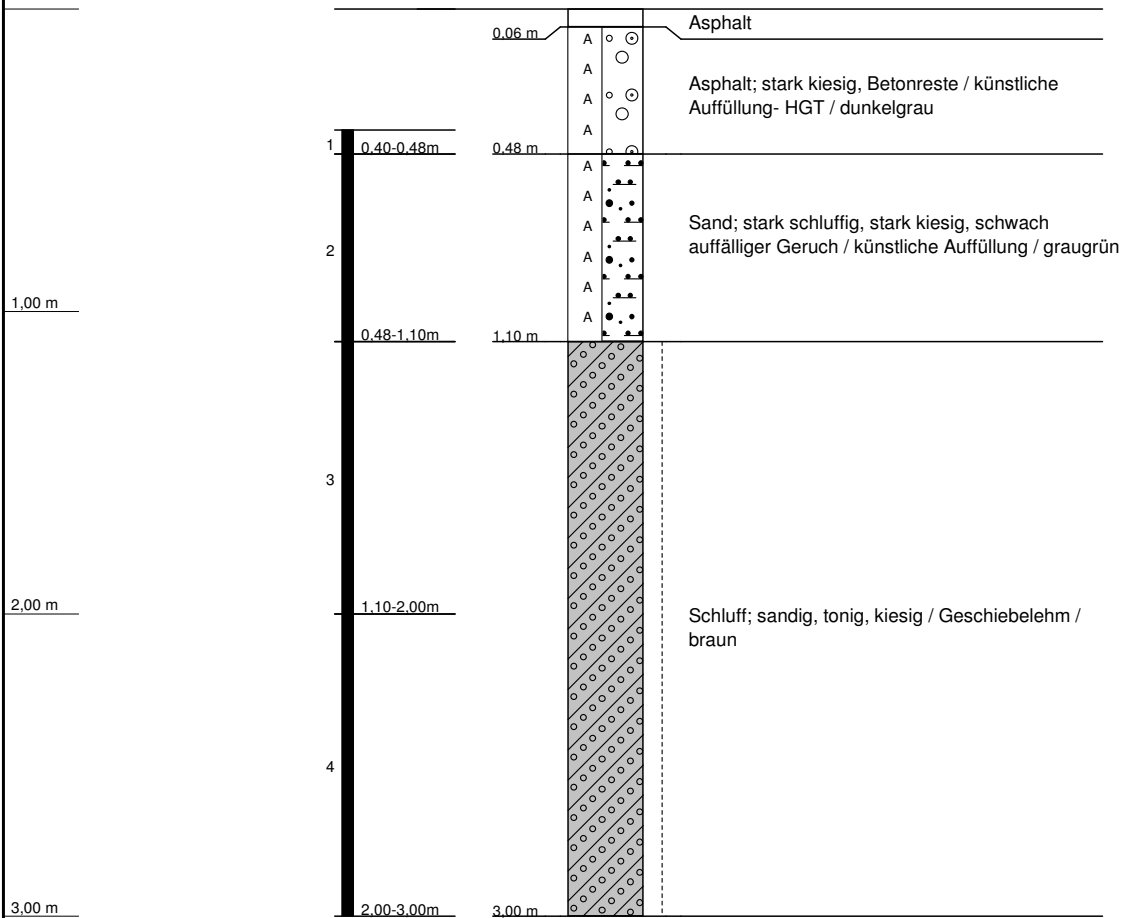 Asphalt
0,06 m
A
A
Asphalt; stark kiesig, Betonreste / künstliche
Auffüllung- HGT / dunkelgrau
A
A
1
0,40-0,48m
0,48 m
A
A
Sand; stark schluffig, stark kiesig, schwach
auffälliger Geruch / künstliche Auffüllung / graugrün
A
2
A
A
1,00 m
A
0,48-1,10m
1,10 m
3
1,10-2,00m
2,00 m
Schluff; sandig, tonig, kiesig / Geschiebelehm /
braun
4
3,00 m
2,00-3,00m
3,00 m